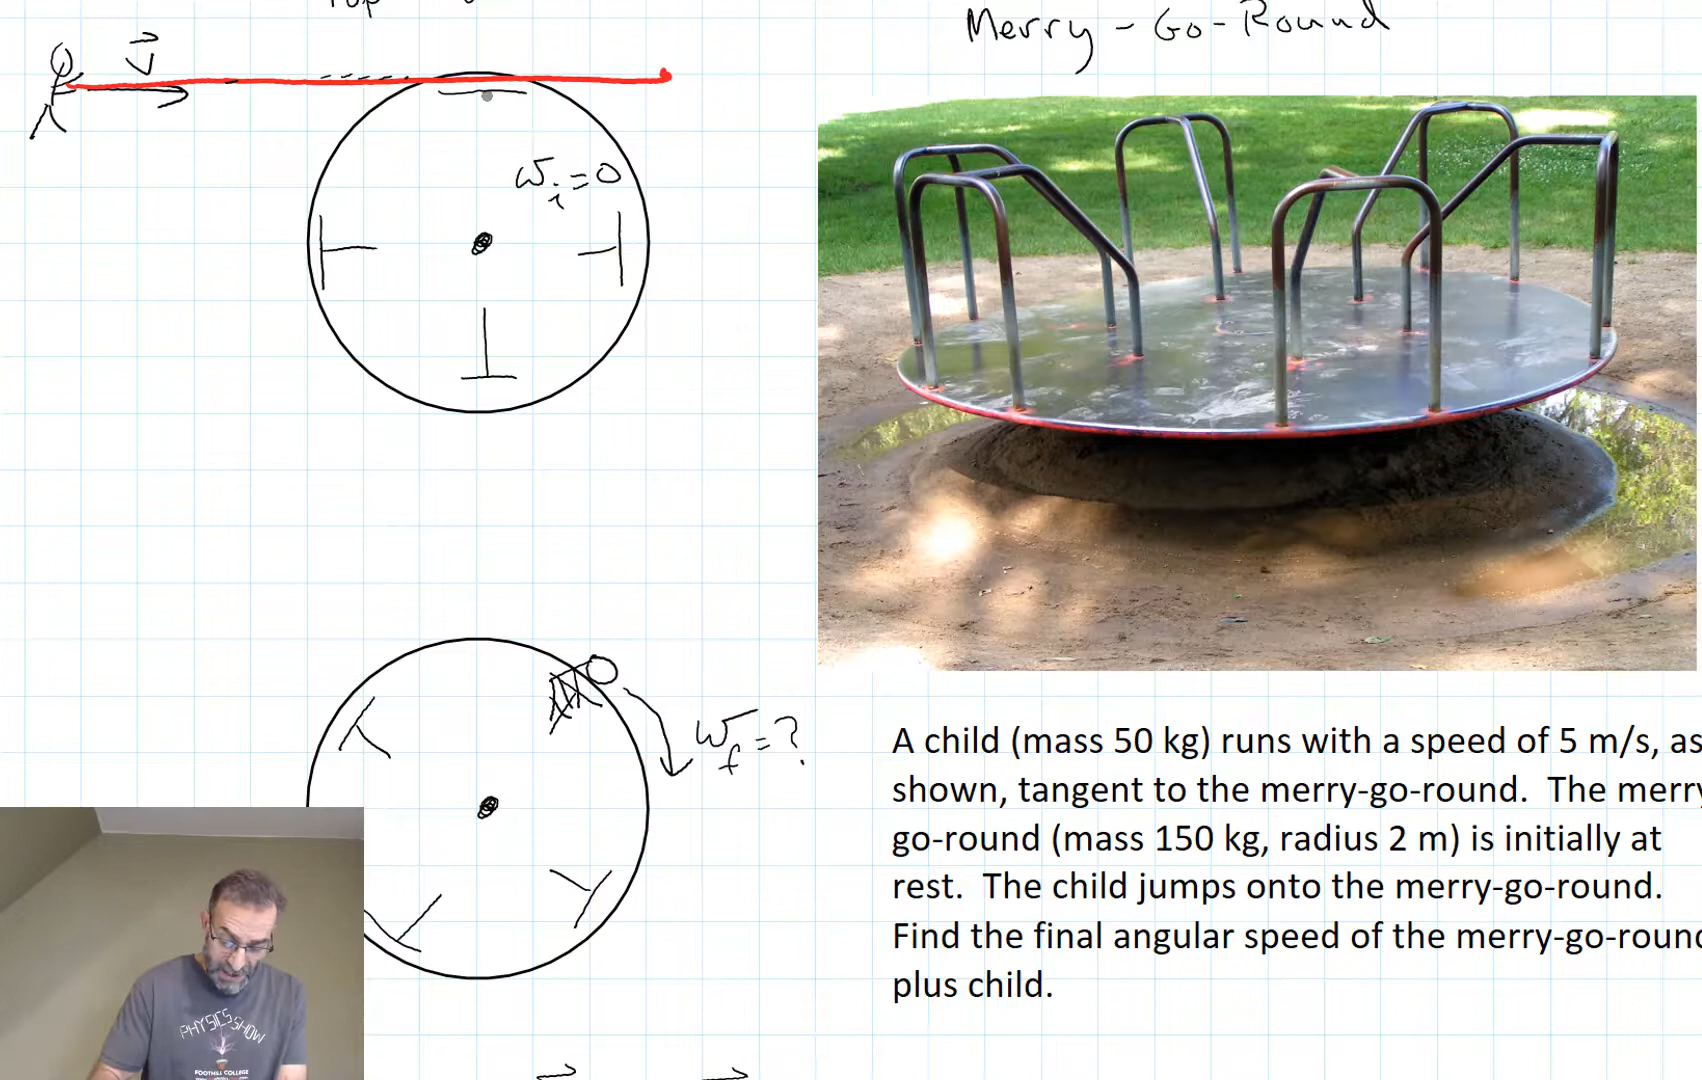 Top
Merry-Go-Round
V
ω i = 0
ω f = ?
A child (mass 50 kg) runs with a speed of 5 m/s, as
shown, tangent to the merry-go-round. The merry
go-round (mass 150 kg, radius 2 m) is initially at
rest. The child jumps onto the merry-go-round.
Find the final angular speed of the merry-go-round
plus child.
PHYSICS SHOW
FOOTHILL COLLEGE